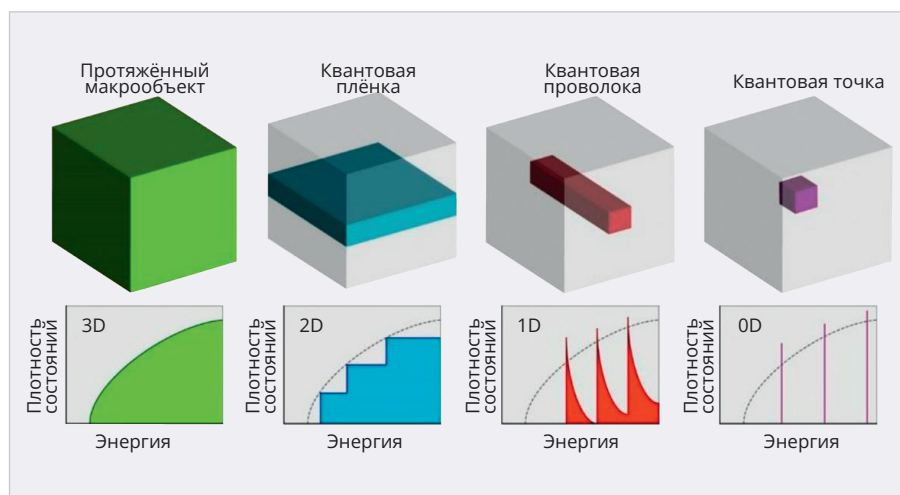 Протяжённый
макрообъект
Квантовая
плёнка
Квантовая
проволока
Квантовая точка
Плотность
состояний
3D
Энергия
Плотность
состояний
2D
Энергия
Плотность
состояний
1D
Энергия
Плотность
состояний
0D
Энергия